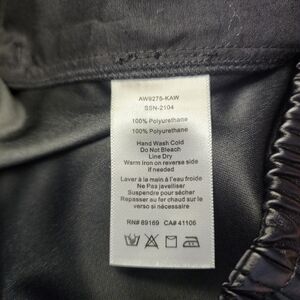 AW9276-KAW
SSN-2104
100% Polyurethane
100% Polyurethane
Hand Wash Cold
Do Not Bleach
Line Dry
Warm Iron on reverse side
if needed
Laver à la main à l'eau froide
Ne Pas javelliser
Suspendre pour sécher
Repasser au fer chaud sur le
verso si nécessaire
RN# 89169 CA# 41106